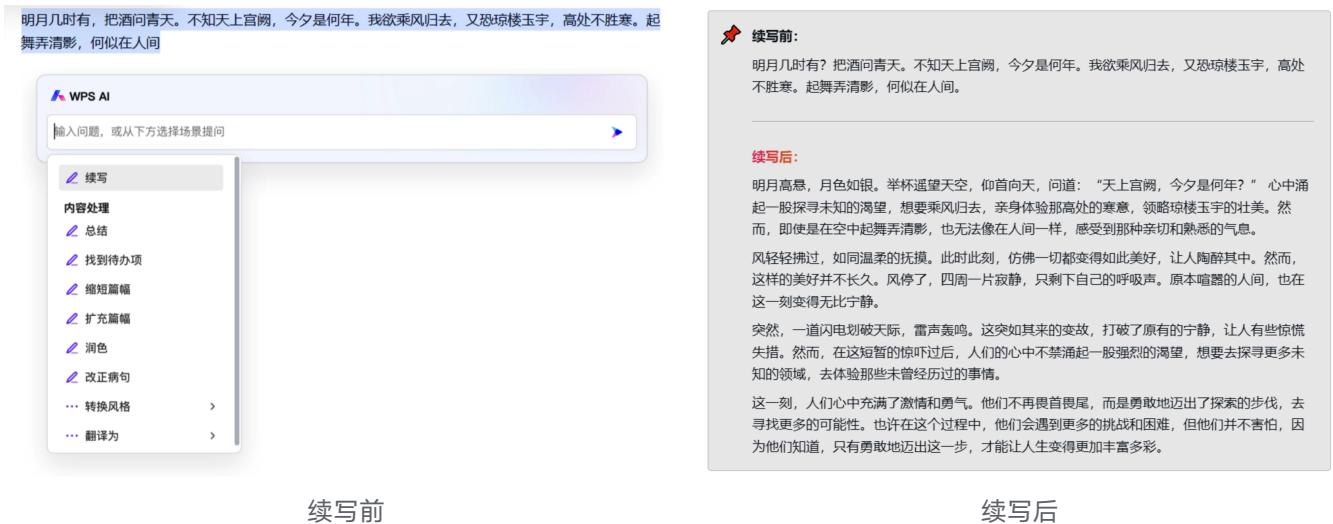 明月几时有，把酒问青天。不知天上宫阙，今夕是何年。我欲乘风归去，又恐琼楼玉宇，高处不胜寒。起
舞弄清影，何似在人间
WPS AI
输入问题，或从下方选择场景提问
续写
内容处理
总结
找到待办项
缩短篇幅
扩充篇幅
润色
改正病句
转换风格
翻译为
续写前
续写前：
明月几时有？把酒问青天。不知天上宫阙，今夕是何年。我欲乘风归去，又恐琼楼玉宇，高处
不胜寒。起舞弄清影，何似在人间。
续写后：
明月高悬，月色如银。举杯遥望天空，仰首向天，问道：“天上宫阙，今夕是何年？” 心中涌
起一股探寻未知的渴望，想要乘风归去，亲身体验那高处的寒意，领略琼楼玉宇的壮美。然
而，即使是在空中起舞弄清影，也无法像在人间一样，感受到那种亲切和熟悉的气息。
风轻轻拂过，如同温柔的抚摸。此时此刻，仿佛一切都变得如此美好，让人陶醉其中。然而，
这样的美好并不长久。风停了，四周一片寂静，只剩下自己的呼吸声。原本喧嚣的人间，也在
这一刻变得无比宁静。
突然，一道闪电划破天际，雷声轰鸣。这突如其来的变故，打破了原有的宁静，让人有些惊慌
失措。然而，在这短暂的惊吓过后，人们的心中不禁涌起一股强烈的渴望，想要去探寻更多未
知的领域，去体验那些未曾经历过的事情。
这一刻，人们心中充满了激情和勇气。他们不再畏首畏尾，而是勇敢地迈出了探索的步伐，去
寻找更多的可能性。也许在这个过程中，他们会遇到更多的挑战和困难，但他们并不害怕，因
为他们知道，只有勇敢地迈出这一步，才能让人生变得更加丰富多彩。
续写后